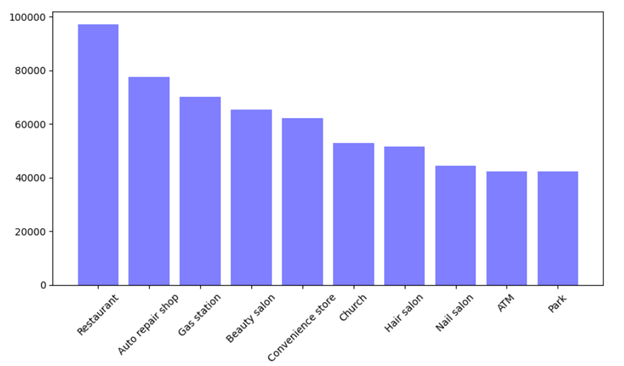 100000
80000
60000
40000
20000
0
Restaurant
Auto repair shop
Gas station
Beauty salon
Convenience store
Church
Hair salon
Nail salon
ATM
Park